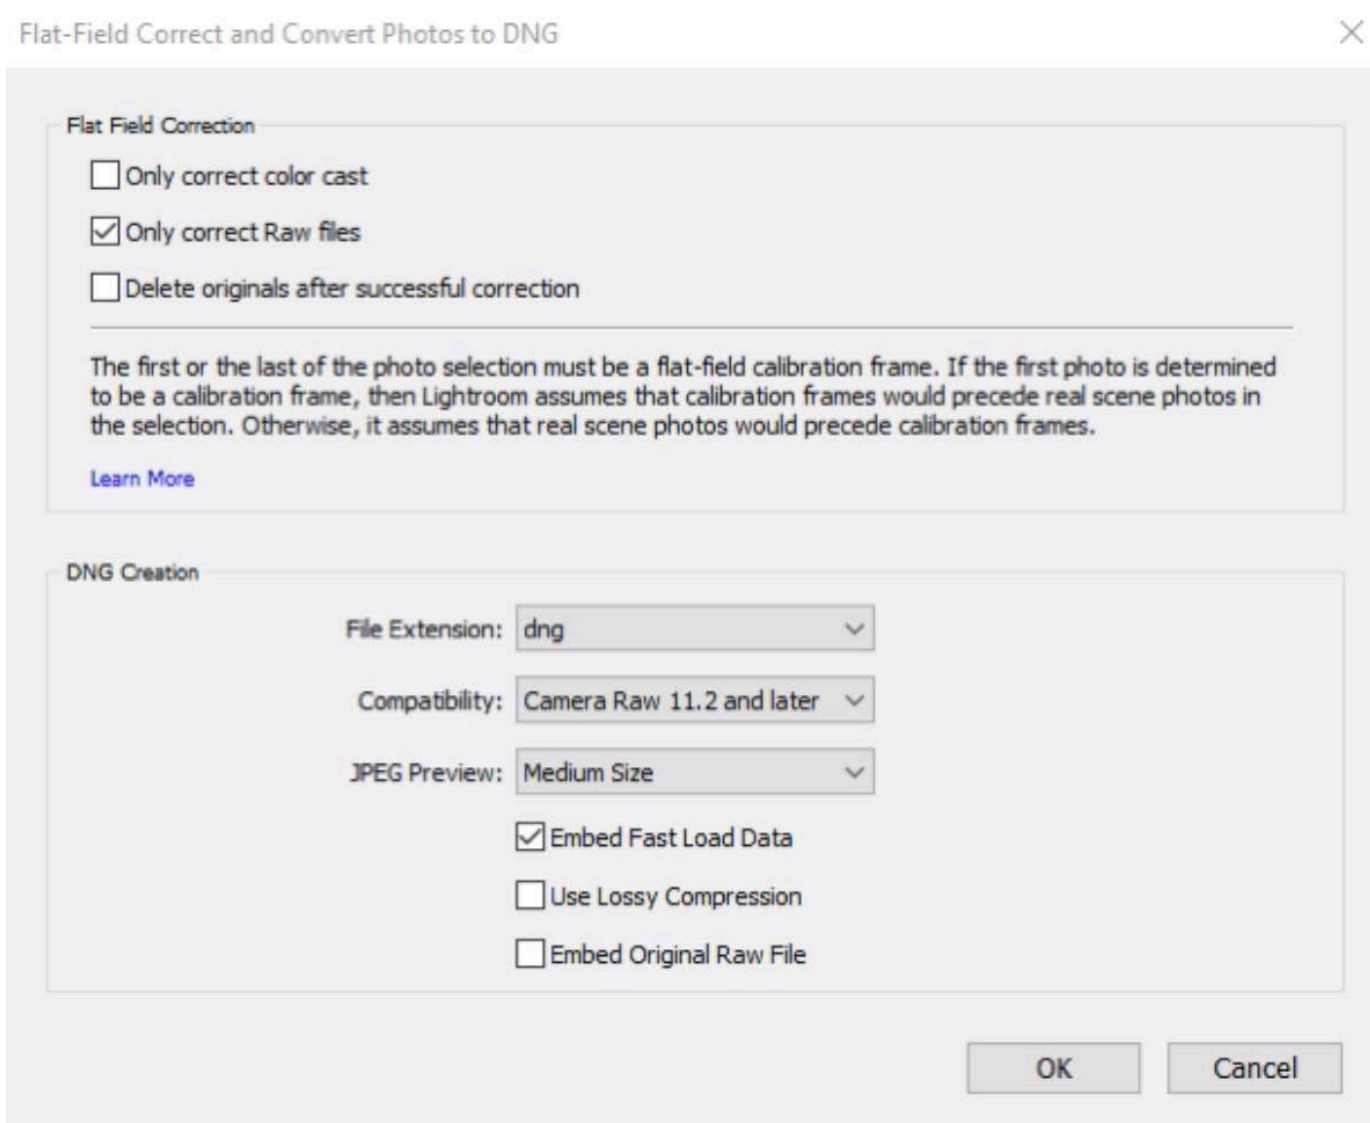 Flat-Field Correct and Convert Photos to DNG
Flat Field Correction
Only correct color cast
Only correct Raw files
Delete originals after successful correction
The first or the last of the photo selection must be a flat-field calibration frame. If the first photo is determined
to be a calibration frame, then Lightroom assumes that calibration frames would precede real scene photos in
the selection. Otherwise, it assumes that real scene photos would precede calibration frames.
Learn More
DNG Creation
File Extension: dng
Compatibility: Camera Raw 11.2 and later
JPEG Preview: Medium Size
Embed Fast Load Data
Use Lossy Compression
Embed Original Raw File
OK Cancel